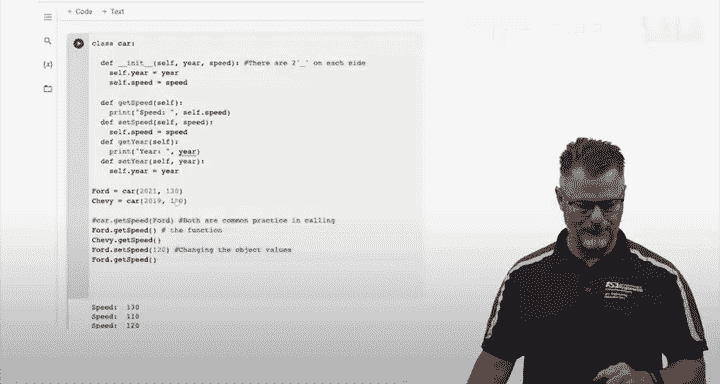 + Code + Text
class car:
def __init__(self, year, speed): #There are 2'_' on each side
self.year = year
self.speed = speed
def getSpeed(self):
print("Speed: ", self.speed)
def setSpeed(self, speed):
self.speed = speed
def getYear(self):
print("Year: ", year)
def setYear(self, year):
self.year = year
Ford = car(2021, 130)
Chevy = car(2019,
#car.getSpeed(Ford) #Both are common practice in calling
Ford.getSpeed() # the function
Chevy.getSpeed()
Ford.setSpeed(120) #Changing the object values
Ford.getSpeed()
Speed: 130
Speed: 110
Speed: 120